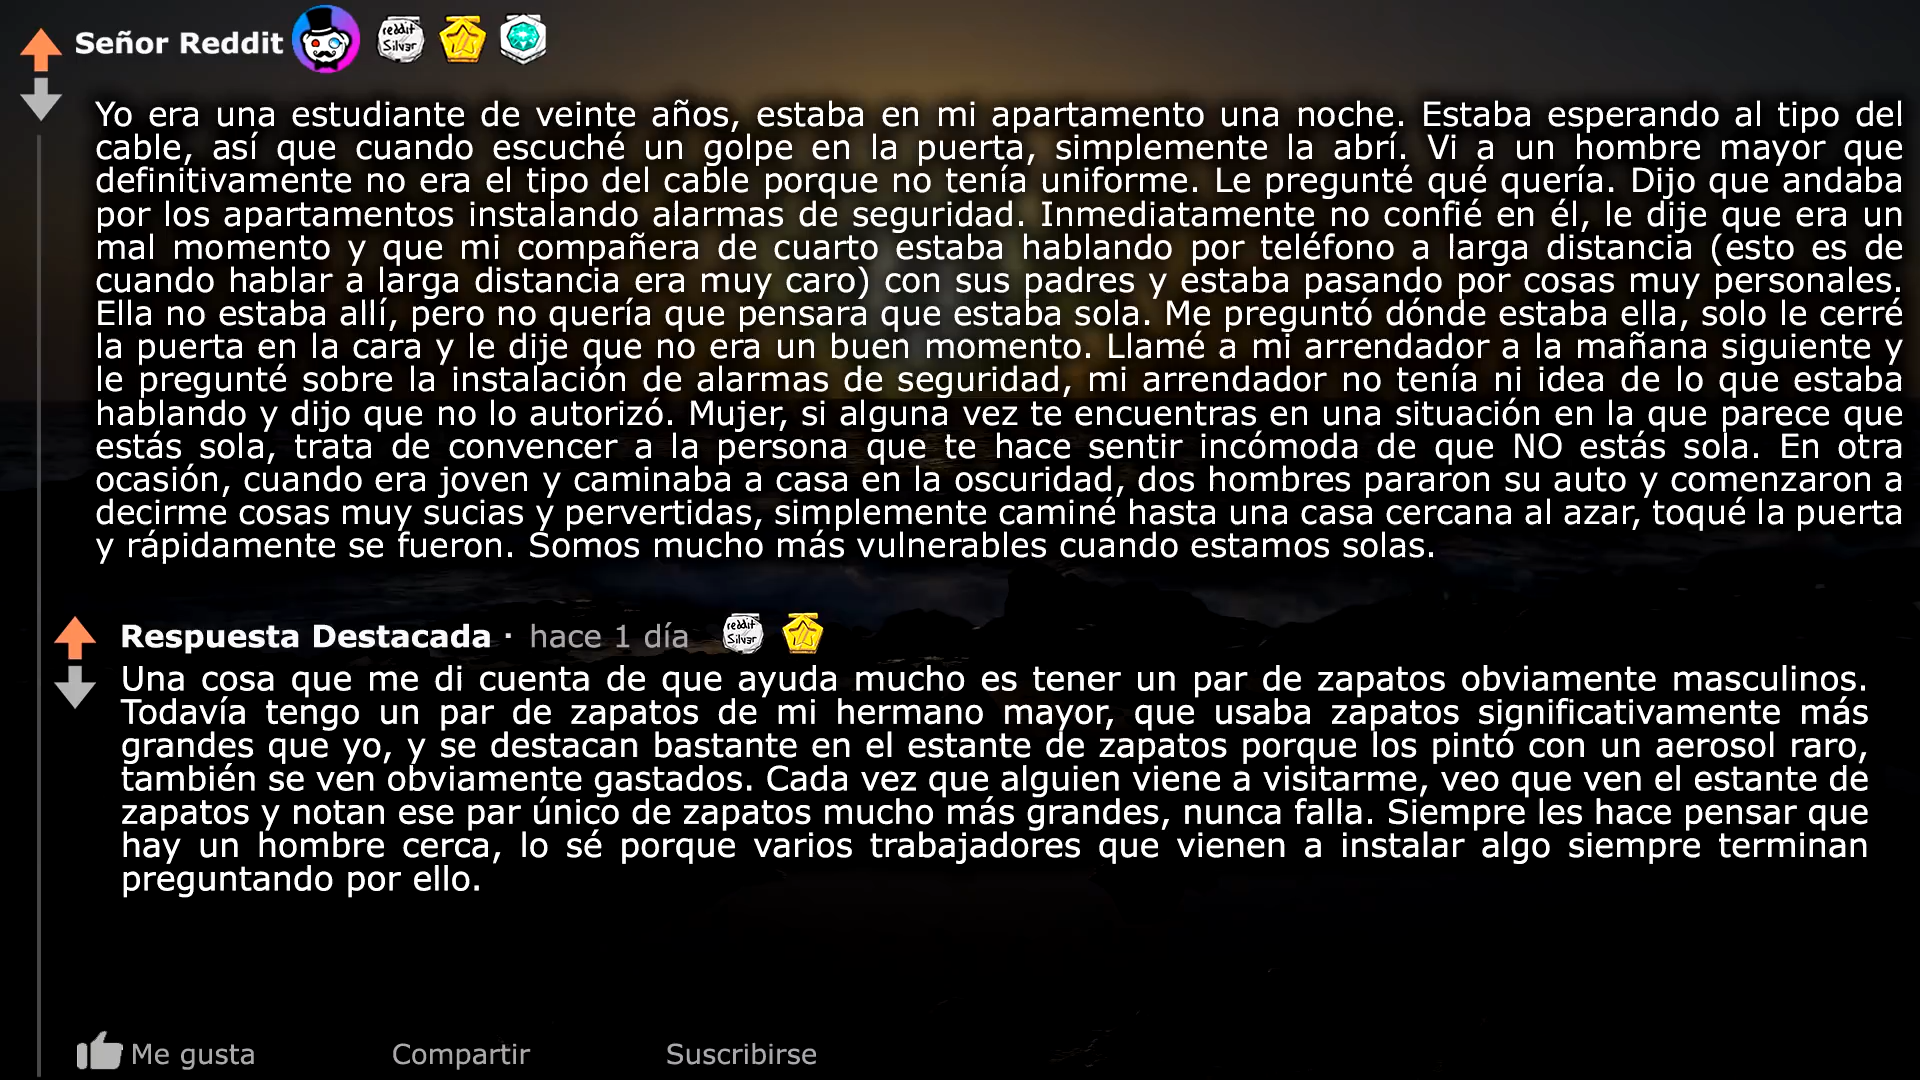 Señor Reddit
reddit
Silvər
Yo era una estudiante de veinte años, estaba en mi apartamento una noche. Estaba esperando al tipo del
cable, así que cuando escuché un golpe en la puerta, simplemente la abrí. Vi a un hombre mayor que
definitivamente no era el tipo del cable porque no tenía uniforme. Le pregunté qué quería. Dijo que andaba
por los apartamentos instalando alarmas de seguridad. Inmediatamente no confié en él, le dije que era un
mal momento y que mi compañera de cuarto estaba hablando por teléfono a larga distancia (esto es de
cuando hablar a larga distancia era muy caro) con sus padres y estaba pasando por cosas muy personales.
Ella no estaba allí, pero no quería que pensara que estaba sola. Me preguntó dónde estaba ella, solo le cerré
la puerta en la cara y le dije que no era un buen momento. Llamé a mi arrendador a la mañana siguiente y
le pregunté sobre la instalación de alarmas de seguridad, mi arrendador no tenía ni idea de lo que estaba
hablando y dijo que no lo autorizó. Mujer, si alguna vez te encuentras en una situación en la que parece que
estás sola, trata de convencer a la persona que te hace sentir incómoda de que NO estás sola. En otra
ocasión, cuando era joven y caminaba a casa en la oscuridad, dos hombres pararon su auto y comenzaron a
decirme cosas muy sucias y pervertidas, simplemente caminé hasta una casa cercana al azar, toqué la puerta
y rápidamente se fueron. Somos mucho más vulnerables cuando estamos solas.
Respuesta Destacada · hace 1 día
reddit
Silvər
Una cosa que me di cuenta de que ayuda mucho es tener un par de zapatos obviamente masculinos.
Todavía tengo un par de zapatos de mi hermano mayor, que usaba zapatos significativamente más
grandes que yo, y se destacan bastante en el estante de zapatos porque los pintó con un aerosol raro,
también se ven obviamente gastados. Cada vez que alguien viene a visitarme, veo que ven el estante de
zapatos y notan ese par único de zapatos mucho más grandes, nunca falla. Siempre les hace pensar que
hay un hombre cerca, lo sé porque varios trabajadores que vienen a instalar algo siempre terminan
preguntando por ello.
Me gusta Compartir Suscribirse